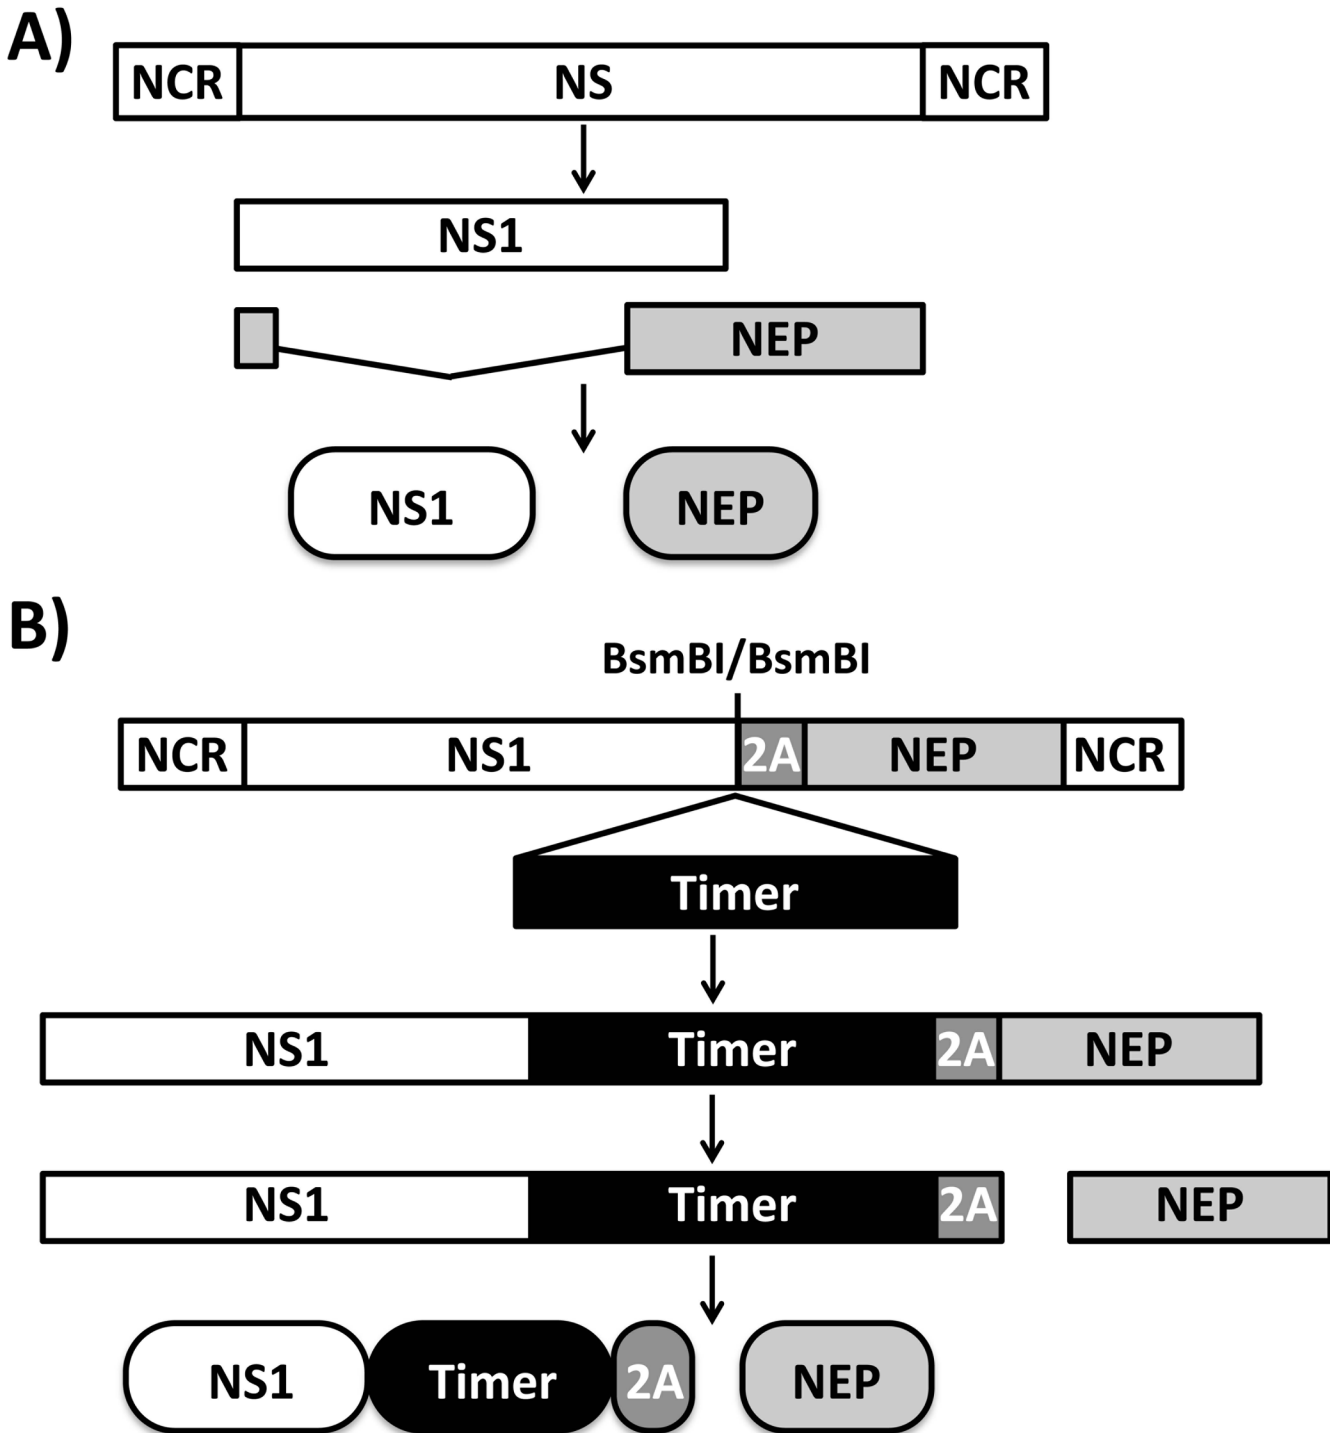 A)
NCR NS NCR
NS1
NEP
NS1 NEP
B)
BsmBI/BsmBI
NCR NS1 2A NEP NCR
Timer
NS1 Timer 2A NEP
NS1 Timer 2A NEP
NS1 Timer 2A NEP